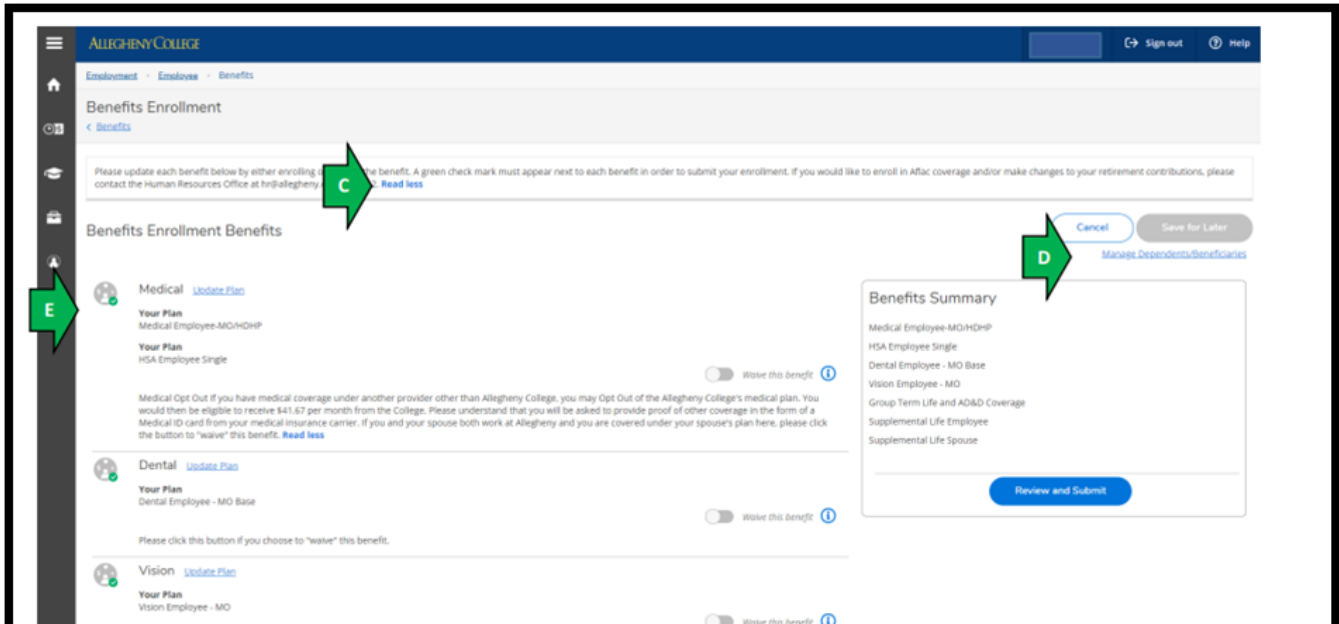 ALLEGHENY COLLEGE
Sign out
Help
Employment · Employee · Benefits
Benefits Enrollment
< Benefits
Please update each benefit below by either enrolling the benefit. A green check mark must appear next to each benefit in order to submit your enrollment. If you would like to enroll in Aflac coverage and/or make changes to your retirement contributions, please
contact the Human Resources Office at hr@allegheny. 2. Read less
C
Benefits Enrollment Benefits
Cancel
Save for Later
D
Manage Dependents/Beneficiaries
E
Medical Update Plan
Your Plan
Medical Employee-MO/HDHP
Your Plan
HSA Employee Single
Waive this benefit
Medical Opt Out If you have medical coverage under another provider other than Allegheny College, you may Opt Out of the Allegheny College's medical plan. You
would then be eligible to receive $41.67 per month from the College. Please understand that you will be asked to provide proof of other coverage in the form of a
Medical ID card from your medical insurance carrier. If you and your spouse both work at Allegheny and you are covered under your spouse's plan here, please click
the button to "waive" this benefit. Read less
Dental Update Plan
Your Plan
Dental Employee - MO Base
Waive this benefit
Please click this button if you choose to "waive" this benefit.
Vision Update Plan
Your Plan
Vision Employee - MO
Waive this benefit
Benefits Summary
Medical Employee-MO/HDHP
HSA Employee Single
Dental Employee - MO Base
Vision Employee - MO
Group Term Life and AD&D Coverage
Supplemental Life Employee
Supplemental Life Spouse
Review and Submit